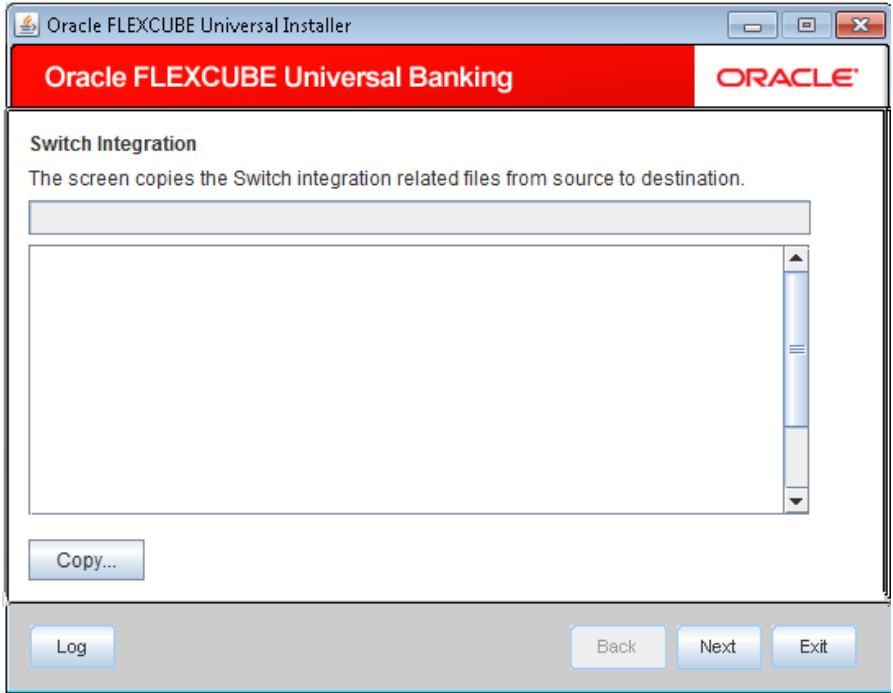 Oracle FLEXCUBE Universal Installer
Oracle FLEXCUBE Universal Banking
ORACLE
Switch Integration
The screen copies the Switch integration related files from source to destination.
Copy...
Log Back Next Exit